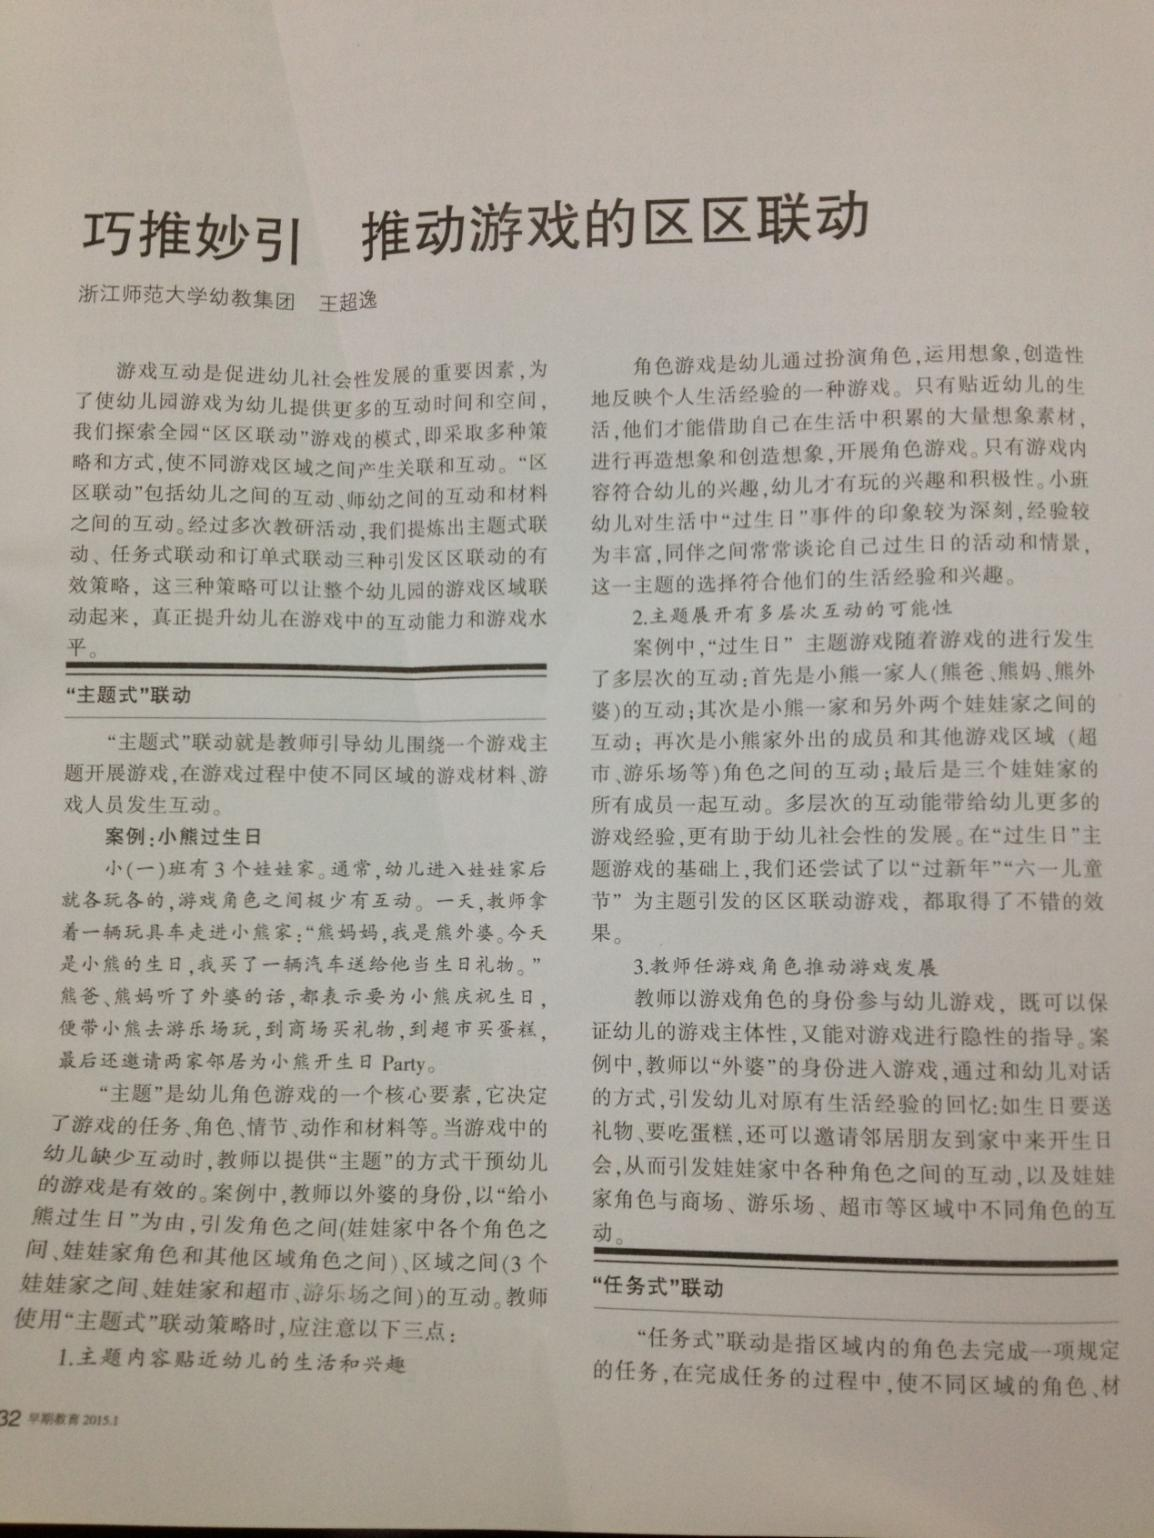 巧推妙引　推动游戏的区区联动
浙江师范大学幼教集团　王超逸
游戏互动是促进幼儿社会性发展的重要因素,为
了使幼儿园游戏为幼儿提供更多的互动时间和空间,
我们探索全园“区区联动”游戏的模式,即采取多种策
略和方式,使不同游戏区域之间产生关联和互动。“区
区联动”包括幼儿之间的互动、师幼之间的互动和材料
之间的互动。经过多次教研活动,我们提炼出主题式联
动、任务式联动和订单式联动三种引发区区联动的有
效策略,这三种策略可以让整个幼儿园的游戏区域联
动起来,真正提升幼儿在游戏中的互动能力和游戏水
平。
“主题式”联动
“主题式”联动就是教师引导幼儿围绕一个游戏主
题开展游戏,在游戏过程中使不同区域的游戏材料、游
戏人员发生互动。
案例:小熊过生日
小(一)班有3个娃娃家。通常,幼儿进入娃娃家后
就各玩各的,游戏角色之间极少有互动。一天,教师拿
着一辆玩具车走进小熊家:“熊妈妈,我是熊外婆。今天
是小熊的生日,我买了一辆汽车送给他当生日礼物。”
熊爸、熊妈听了外婆的话,都表示要为小熊庆祝生日,
便带小熊去游乐场玩,到商场买礼物,到超市买蛋糕,
最后还邀请两家邻居为小熊开生日Party。
“主题”是幼儿角色游戏的一个核心要素,它决定
了游戏的任务、角色、情节、动作和材料等。当游戏中的
幼儿缺少互动时,教师以提供“主题”的方式干预幼儿
的游戏是有效的。案例中,教师以外婆的身份,以“给小
熊过生日”为由,引发角色之间(娃娃家中各个角色之
间、娃娃家角色和其他区域角色之间)、区域之间(3个
娃娃家之间、娃娃家和超市、游乐场之间)的互动。教师
使用“主题式”联动策略时,应注意以下三点:
1.主题内容贴近幼儿的生活和兴趣
角色游戏是幼儿通过扮演角色,运用想象,创造性
地反映个人生活经验的一种游戏。只有贴近幼儿的生
活,他们才能借助自己在生活中积累的大量想象素材,
进行再造想象和创造想象,开展角色游戏。只有游戏内
容符合幼儿的兴趣,幼儿才有玩的兴趣和积极性。小班
幼儿对生活中“过生日”事件的印象较为深刻,经验较
为丰富,同伴之间常常谈论自己过生日的活动和情景,
这一主题的选择符合他们的生活经验和兴趣。
2.主题展开有多层次互动的可能性
案例中,“过生日”主题游戏随着游戏的进行发生
了多层次的互动:首先是小熊一家人(熊爸、熊妈、熊外
婆)的互动;其次是小熊一家和另外两个娃娃家之间的
互动;再次是小熊家外出的成员和其他游戏区域(超
市、游乐场等)角色之间的互动;最后是三个娃娃家的
所有成员一起互动。多层次的互动能带给幼儿更多的
游戏经验,更有助于幼儿社会性的发展。在“过生日”主
题游戏的基础上,我们还尝试了以“过新年”“六一儿童
节”为主题引发的区区联动游戏,都取得了不错的效
果。
3.教师任游戏角色推动游戏发展
教师以游戏角色的身份参与幼儿游戏,既可以保
证幼儿的游戏主体性,又能对游戏进行隐性的指导。案
例中,教师以“外婆”的身份进入游戏,通过和幼儿对话
的方式,引发幼儿对原有生活经验的回忆:如生日要送
礼物、要吃蛋糕,还可以邀请邻居朋友到家中来开生日
会,从而引发娃娃家中各种角色之间的互动,以及娃娃
家角色与商场、游乐场、超市等区域中不同角色的互
动。
“任务式”联动
“任务式”联动是指区域内的角色去完成一项规定
的任务,在完成任务的过程中,使不同区域的角色、材
32 早期教育 2015.1